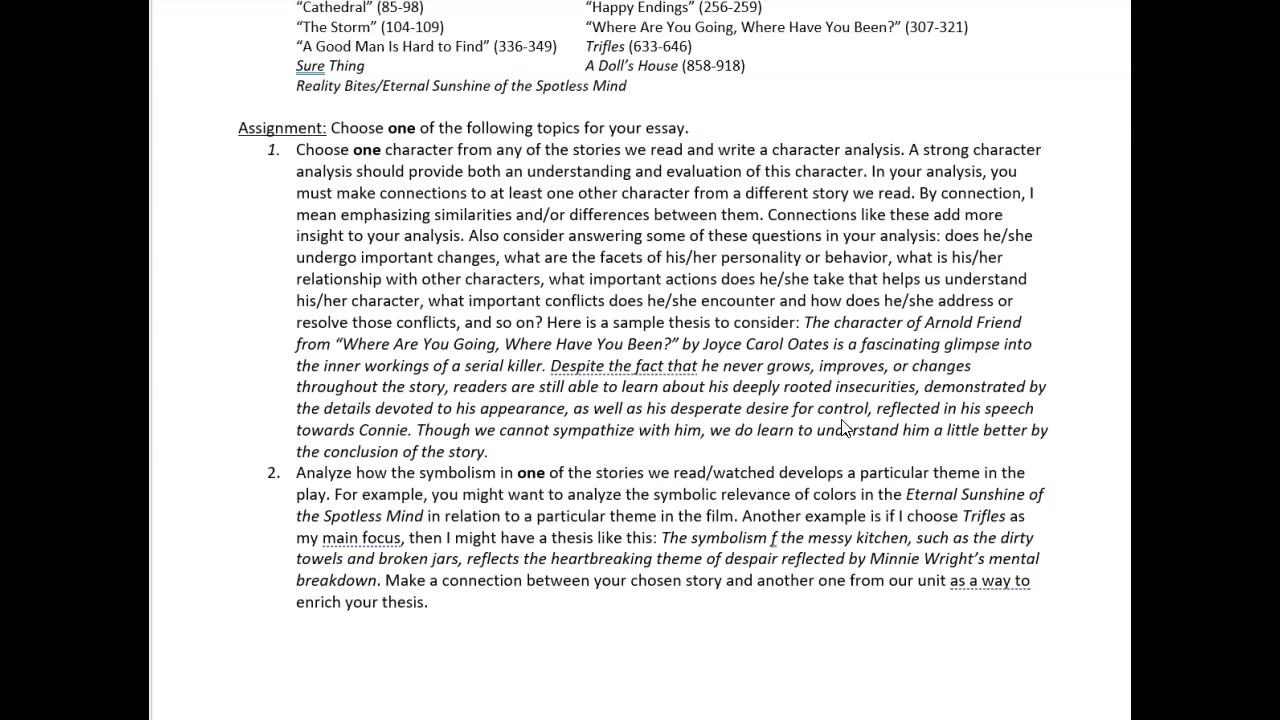 “Cathedral” (85-98) “Happy Endings” (256-259)
“The Storm” (104-109) “Where Are You Going, Where Have You Been?” (307-321)
“A Good Man Is Hard to Find” (336-349) Trifles (633-646)
Sure Thing A Doll’s House (858-918)
Reality Bites/Eternal Sunshine of the Spotless Mind
Assignment: Choose one of the following topics for your essay.
1. Choose one character from any of the stories we read and write a character analysis. A strong character
analysis should provide both an understanding and evaluation of this character. In your analysis, you
must make connections to at least one other character from a different story we read. By connection, I
mean emphasizing similarities and/or differences between them. Connections like these add more
insight to your analysis. Also consider answering some of these questions in your analysis: does he/she
undergo important changes, what are the facets of his/her personality or behavior, what is his/her
relationship with other characters, what important actions does he/she take that helps us understand
his/her character, what important conflicts does he/she encounter and how does he/she address or
resolve those conflicts, and so on? Here is a sample thesis to consider: The character of Arnold Friend
from “Where Are You Going, Where Have You Been?” by Joyce Carol Oates is a fascinating glimpse into
the inner workings of a serial killer. Despite the fact that he never grows, improves, or changes
throughout the story, readers are still able to learn about his deeply rooted insecurities, demonstrated by
the details devoted to his appearance, as well as his desperate desire for control, reflected in his speech
towards Connie. Though we cannot sympathize with him, we do learn to understand him a little better by
the conclusion of the story.
2. Analyze how the symbolism in one of the stories we read/watched develops a particular theme in the
play. For example, you might want to analyze the symbolic relevance of colors in the Eternal Sunshine of
the Spotless Mind in relation to a particular theme in the film. Another example is if I choose Trifles as
my main focus, then I might have a thesis like this: The symbolism f the messy kitchen, such as the dirty
towels and broken jars, reflects the heartbreaking theme of despair reflected by Minnie Wright’s mental
breakdown. Make a connection between your chosen story and another one from our unit as a way to
enrich your thesis.